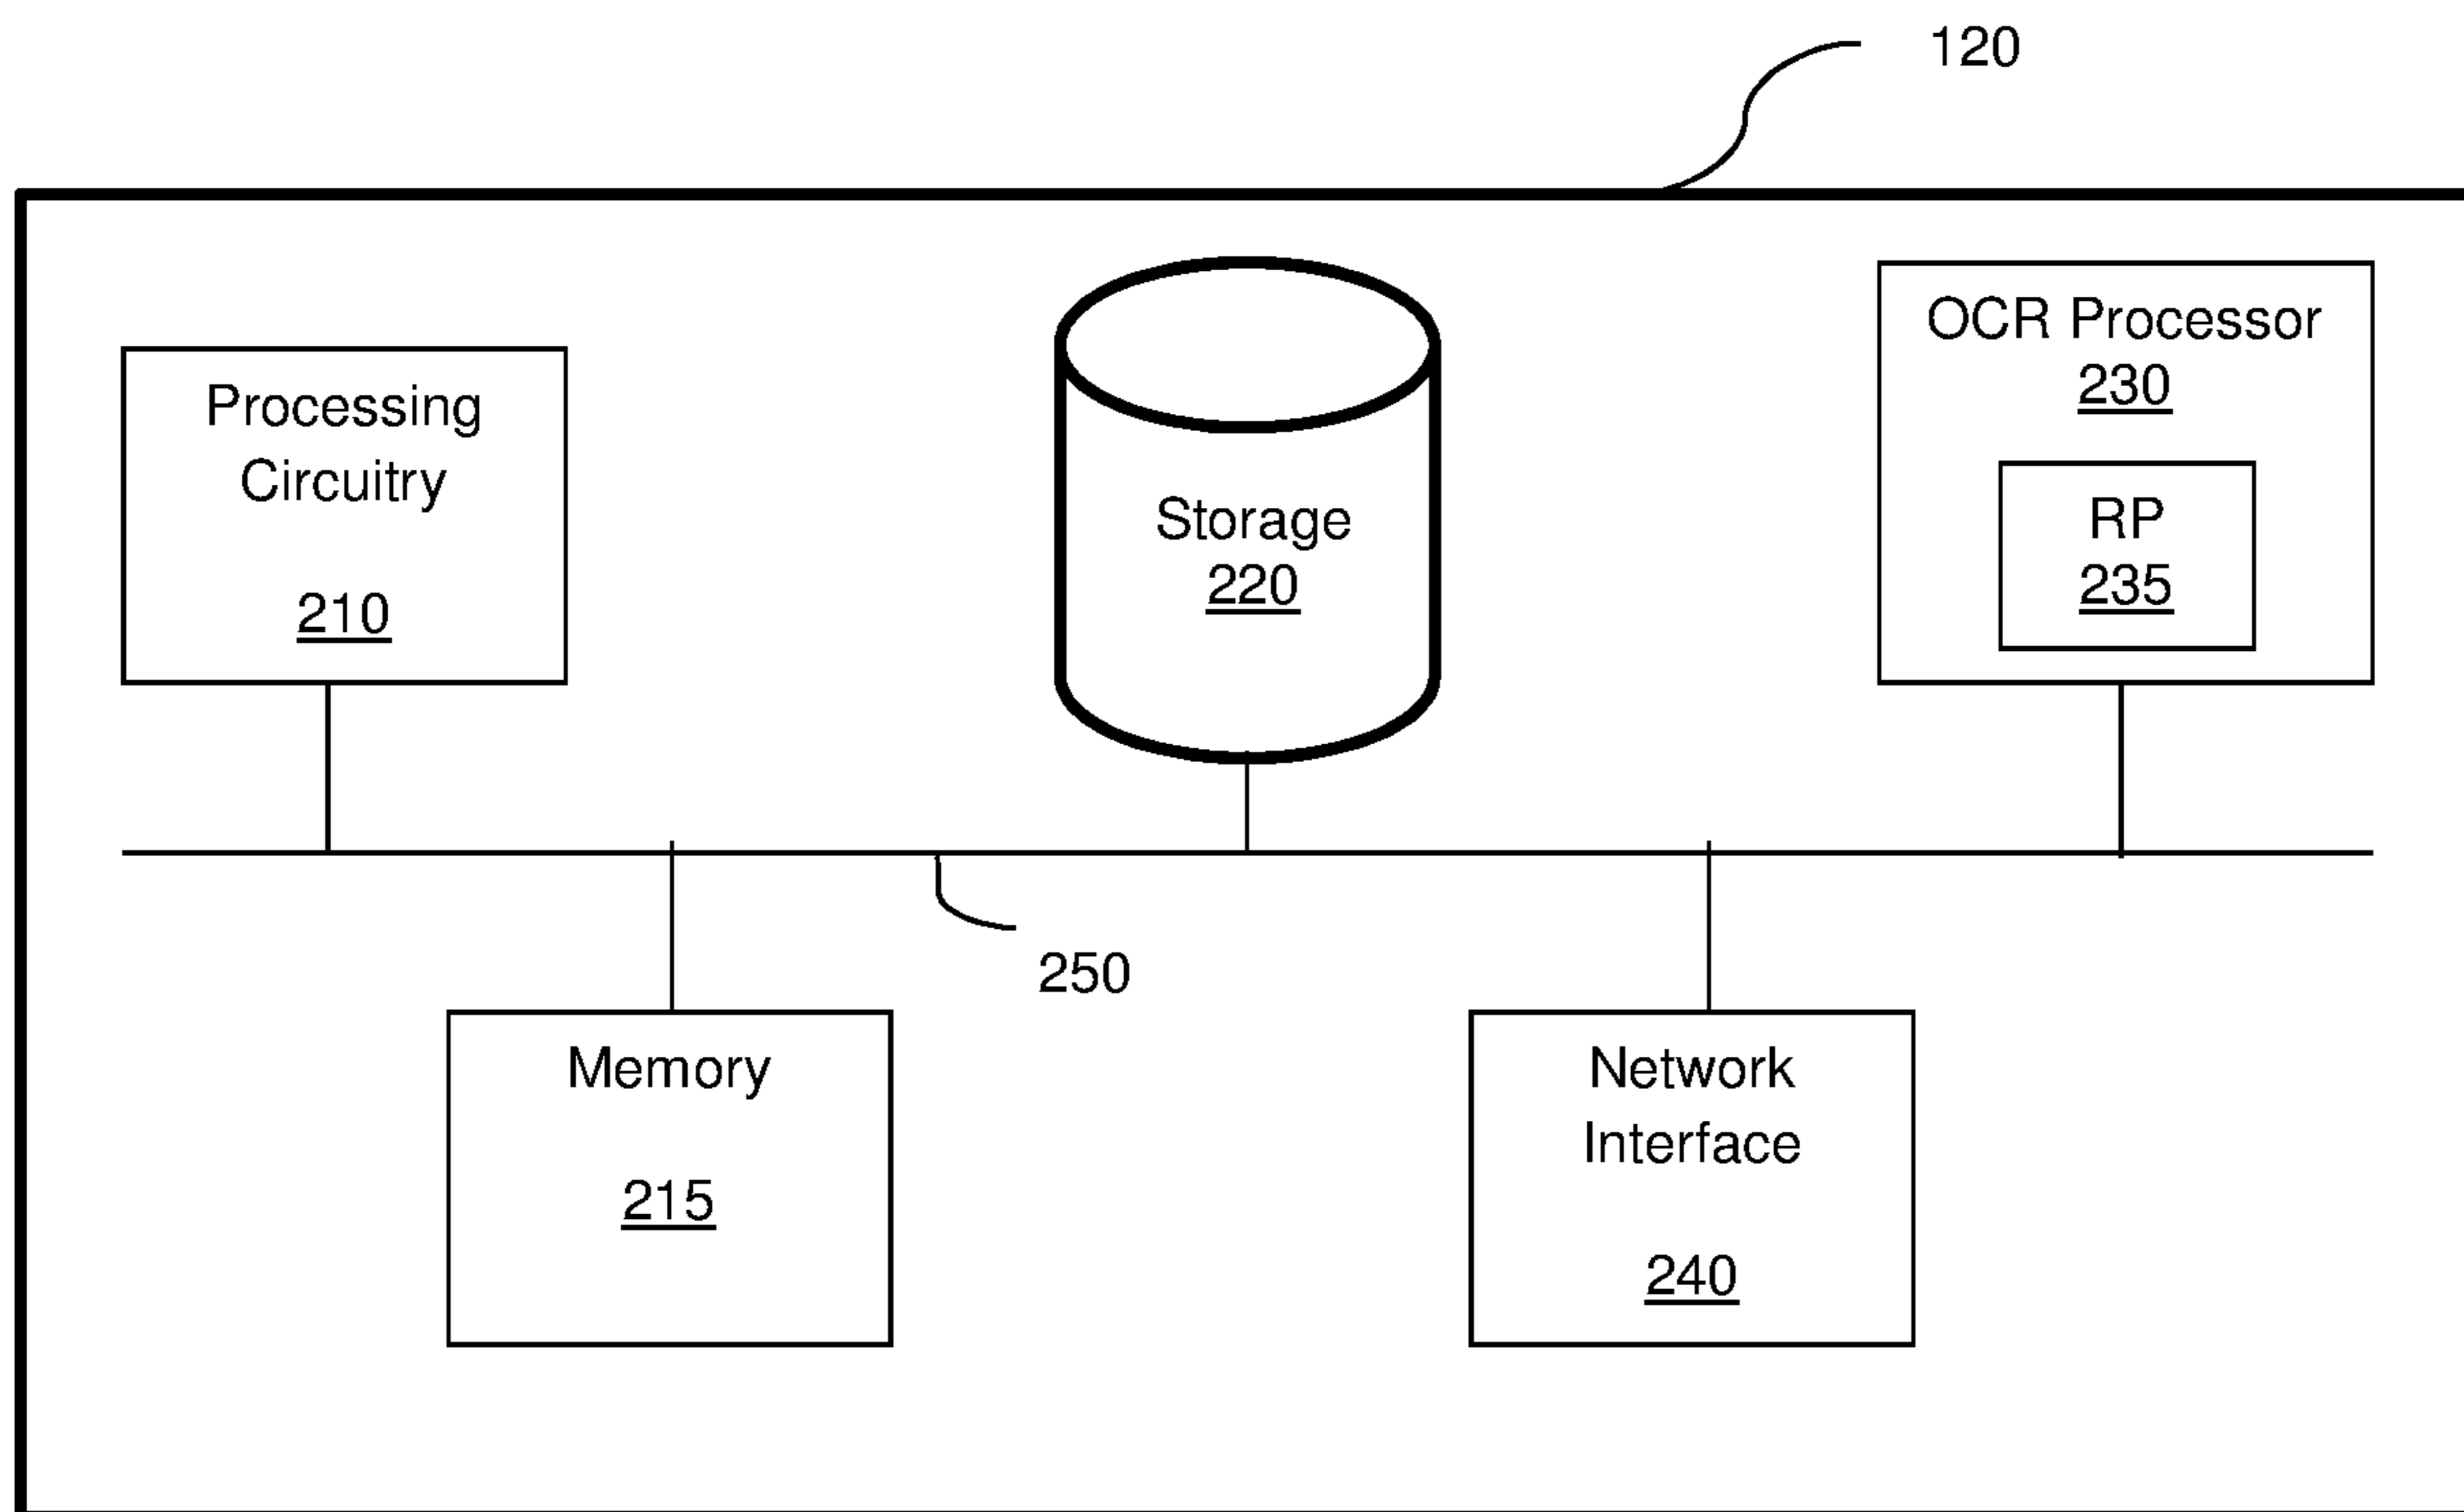 120
Processing
Circuitry
210
Storage
220
OCR Processor
230
RP
235
250
Memory
215
Network
Interface
240